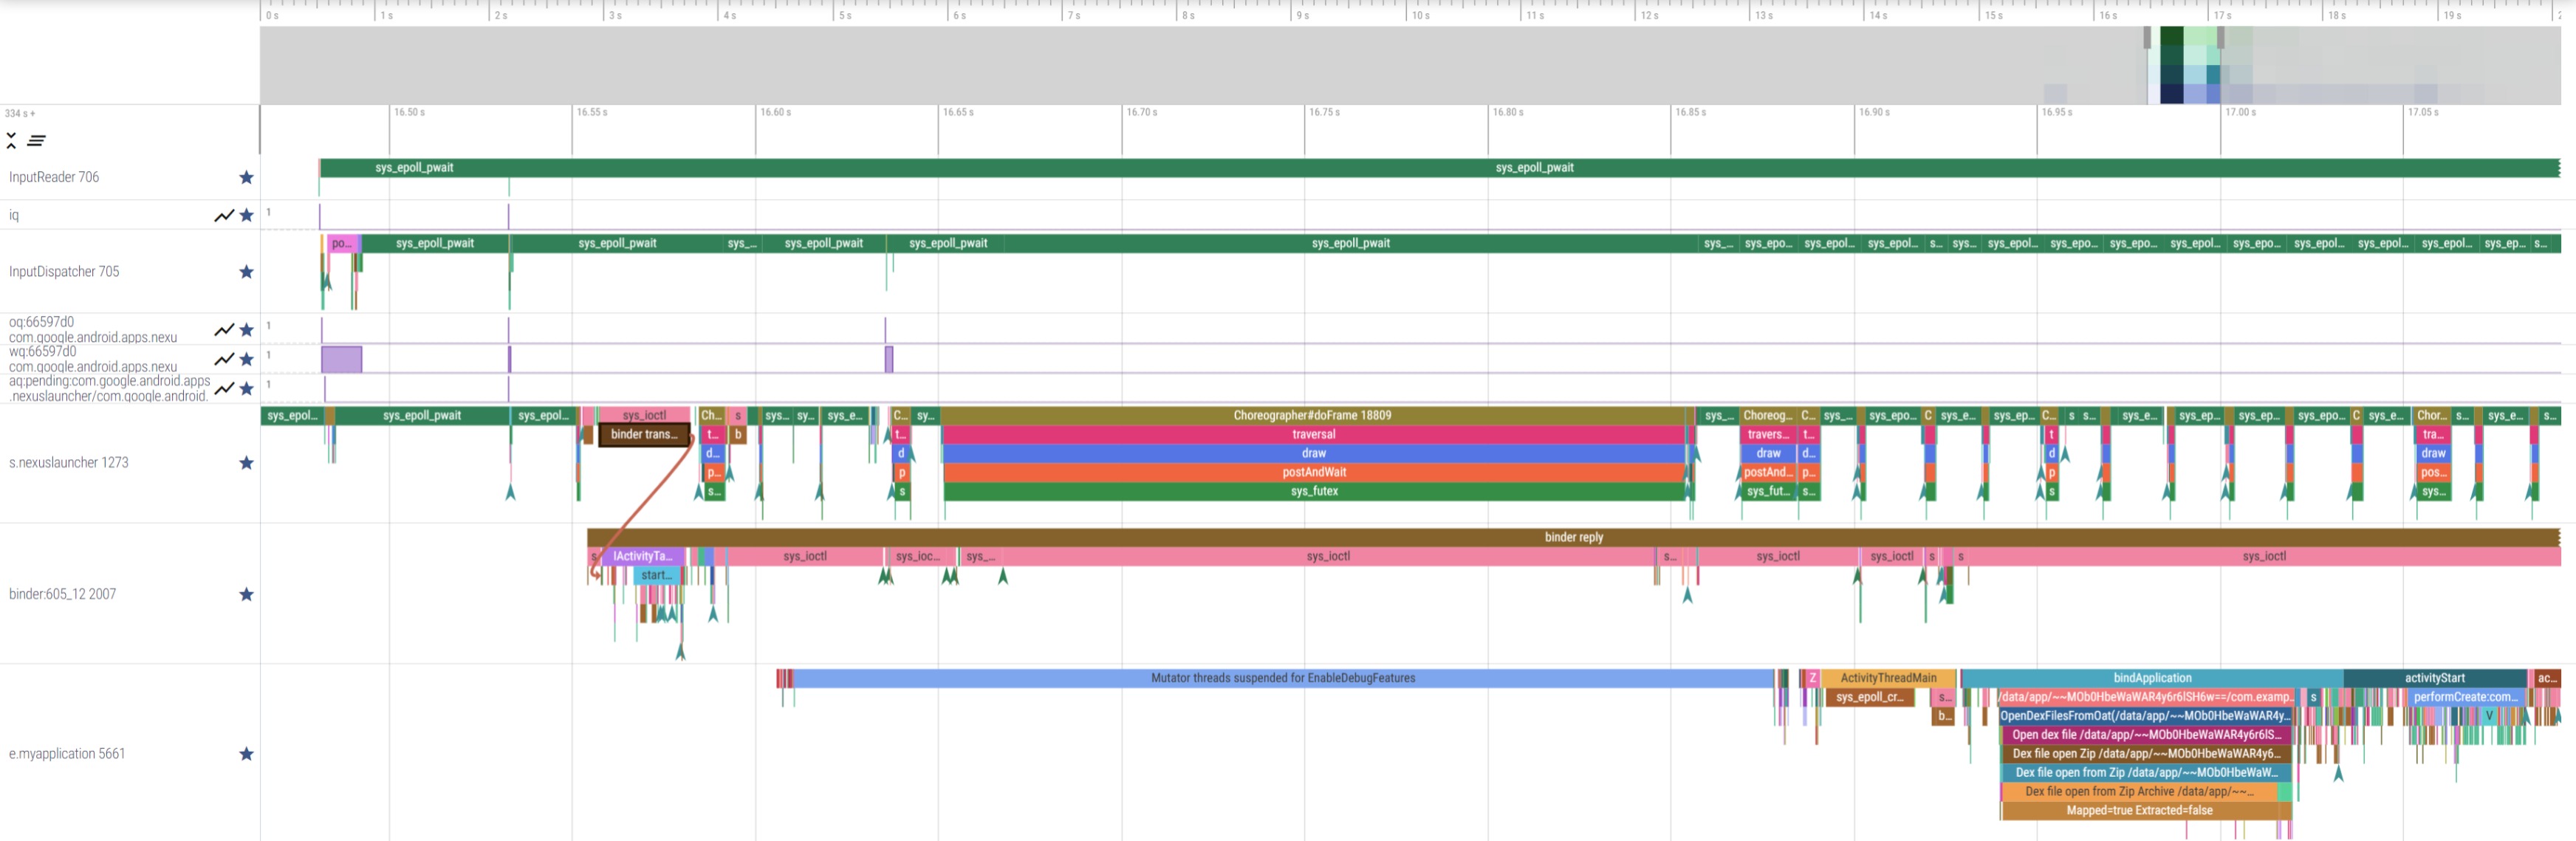 0 s 1 s 2 s 3 s 4 s 5 s 6 s 7 s 8 s 9 s 10 s 11 s 12 s 13 s 14 s 15 s 16 s 17 s 18 s 19 s 2
334 s + 16.50 s 16.55 s 16.60 s 16.65 s 16.70 s 16.75 s 16.80 s 16.85 s 16.90 s 16.95 s 17.00 s 17.05 s
sys_epoll_pwait sys_epoll_pwait
InputReader 706
iq 1
po... sys_epoll_pwait sys_epoll_pwait sys_... sys_epoll_pwait sys_epoll_pwait sys_epoll_pwait sys_... sys_epo... sys_epol... sys_epol... s... sys... sys_epol... sys_epo... sys_epo... sys_epol... sys_epo... sys_epol... sys_epol... sys_epol... sys_ep... s...
InputDispatcher 705
oq:66597d0 1
com.google.android.apps.nexu
wq:66597d0 1
com.google.android.apps.nexu
aq:pending:com.google.android.apps 1
.nexuslauncher/com.google.android.
sys_epol... sys_epoll_pwait sys_epol... sys_ioctl Ch... s sys... sy... sys_e... C... sy... Choreographer#doFrame 18809 sys_... Choreog... C... sys_... sys_epo... C sys_e... sys_ep... C... s s... sys_e... sys_ep... sys_ep... sys_epo... C sys_e... Chor... s... sys_e... s...
binder trans... t... b t... traversal travers... t... t tra...
s.nexuslauncher 1273 d... d draw draw d... d draw
p... p postAndWait postAnd... p... p pos...
s... s sys_futex sys_fut... s... s sys...
binder reply
s IActivityTa... sys_ioctl sys_ioc... sys_... sys_ioctl s... sys_ioctl sys_ioctl s s sys_ioctl
start...
binder:605_12 2007
Mutator threads suspended for EnableDebugFeatures Z ActivityThreadMain bindApplication activityStart ac...
sys_epoll_cr... s... /data/app/~~MOb0HbeWaWAR4y6r6lSH6w==/com.examp... s performCreate:com...
b... OpenDexFilesFromOat(/data/app/~~MOb0HbeWaWAR4y... V
Open dex file /data/app/~~MOb0HbeWaWAR4y6r6lS...
e.myapplication 5661 Dex file open Zip /data/app/~~MOb0HbeWaWAR4y6...
Dex file open from Zip /data/app/~~MOb0HbeWaW...
Dex file open from Zip Archive /data/app/~~...
Mapped=true Extracted=false